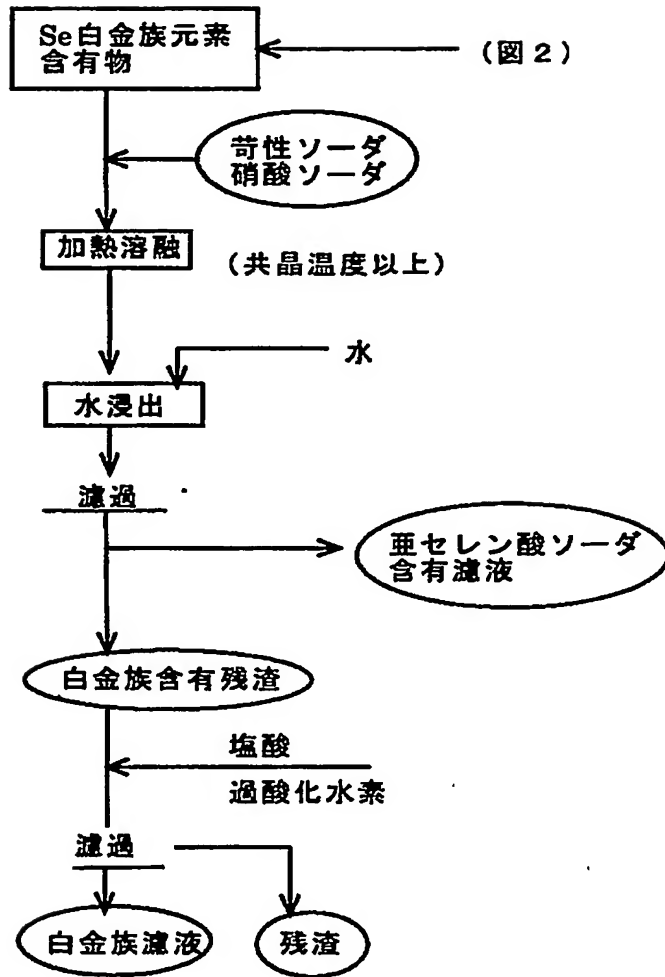 Se白金族元素
含有物
(図2)
苛性ソーダ
硝酸ソーダ
加熱溶融
(共晶温度以上)
水
水浸出
濾過
亜セレン酸ソーダ
含有濾液
白金族含有残渣
塩酸
過酸化水素
濾過
白金族濾液
残渣